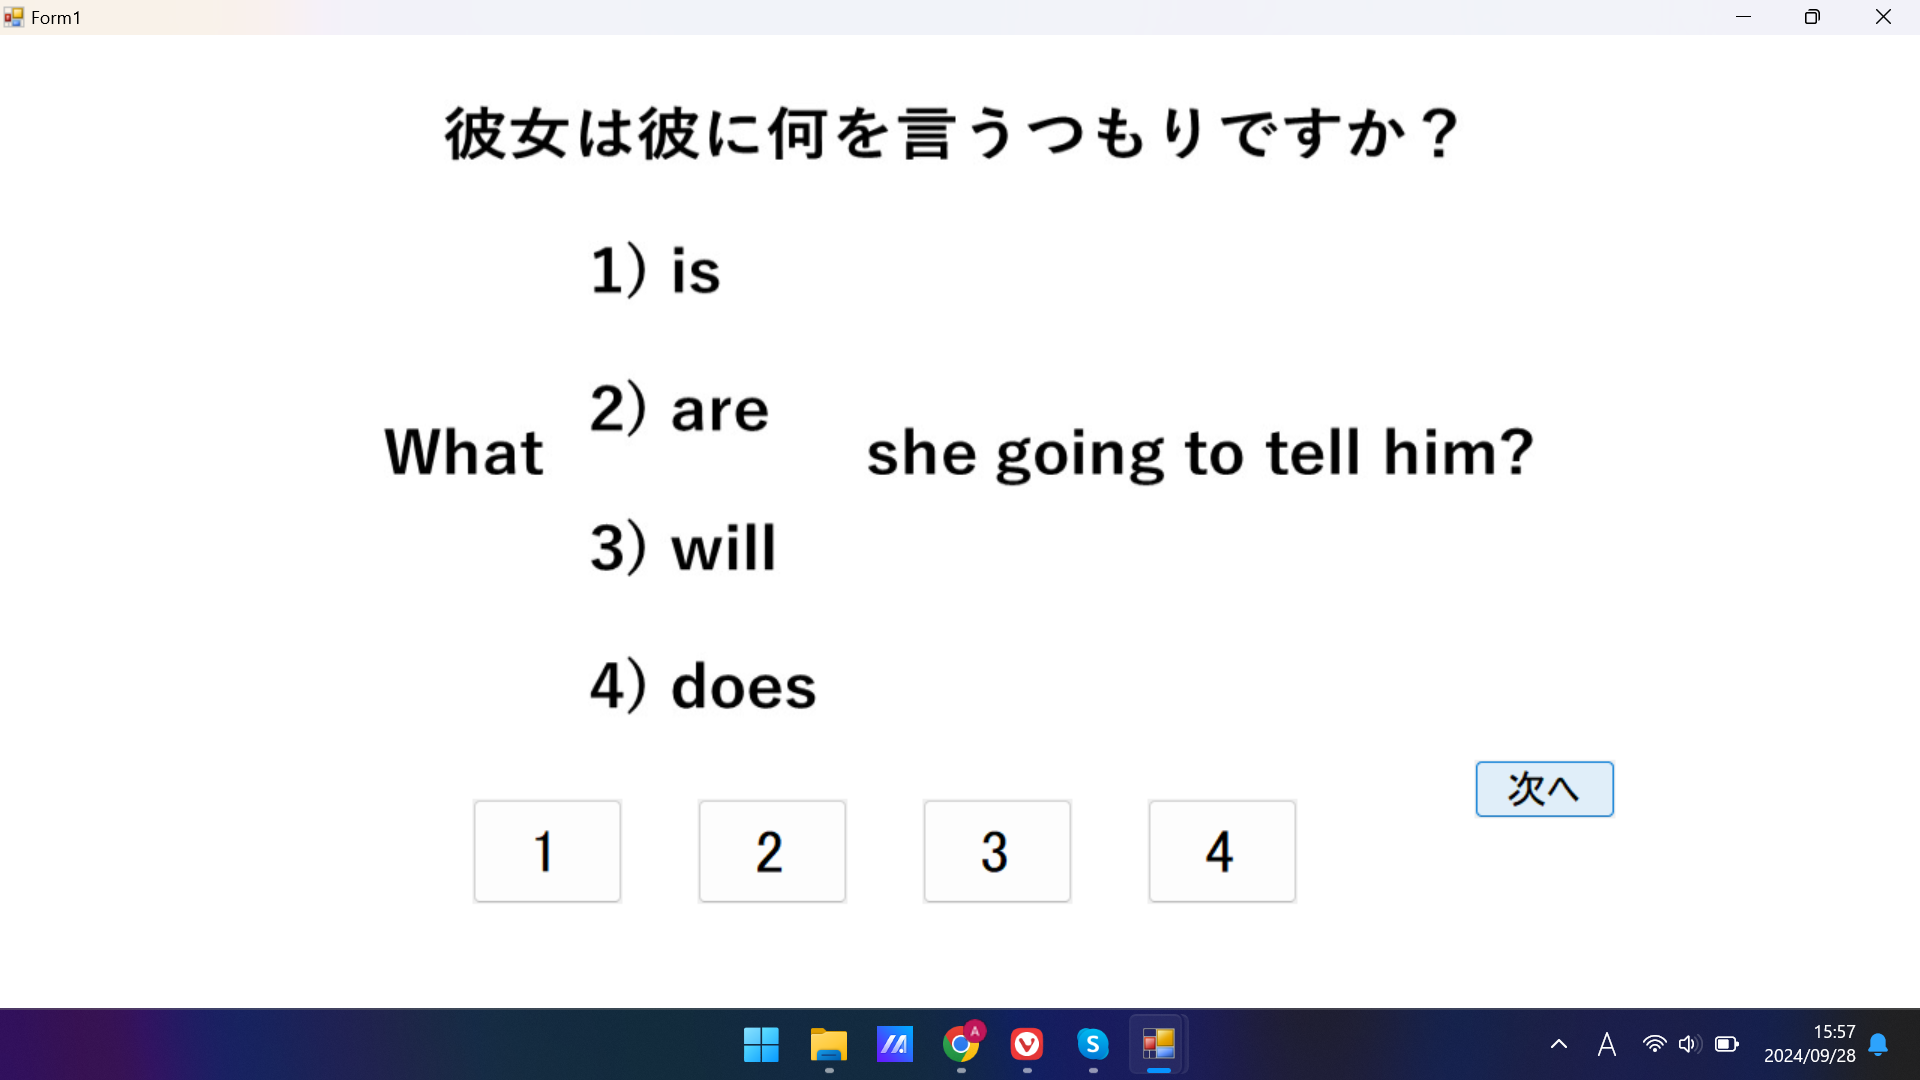 Form1
彼女は彼に何を言うつもりですか？
1) is
2) are
What she going to tell him?
3) will
4) does
次へ
1 2 3 4
A
S
A
15:57
2024/09/28